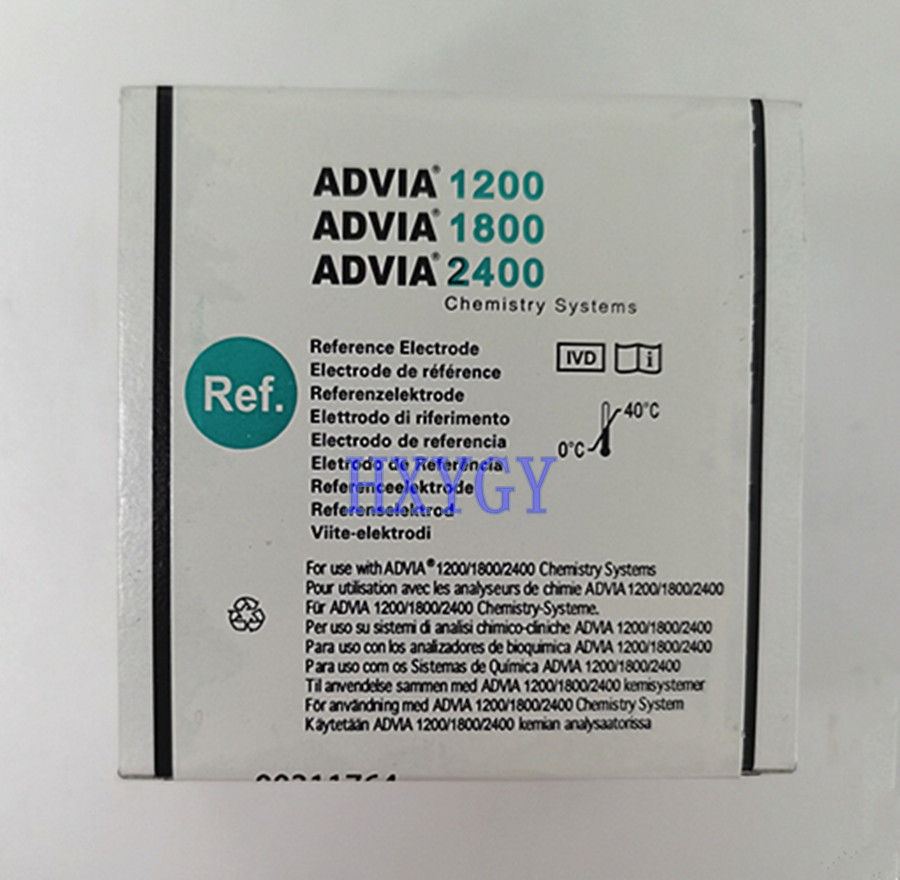 ADVIA® 1200
ADVIA® 1800
ADVIA® 2400
Chemistry Systems
Ref.
Reference Electrode
Electrode de référence
Referenzelektrode
Elettrodo di riferimento
Electrodo de referencia
Eletrodo de Referência
Referenceelektrode
Referenselektrod
Viite-elektrodi
IVD
i
40°C
0°C
HXYGY
For use with ADVIA® 1200/1800/2400 Chemistry Systems
Pour utilisation avec les analyseurs de chimie ADVIA 1200/1800/2400
Für ADVIA 1200/1800/2400 Chemistry-Systeme.
Per uso su sistemi di analisi chimico-cliniche ADVIA 1200/1800/2400
Para uso con los analizadores de bioquimica ADVIA 1200/1800/2400
Para uso com os Sistemas de Química ADVIA 1200/1800/2400
Til anvendelse sammen med ADVIA 1200/1800/2400 kemisystemer
För användning med ADVIA 1200/1800/2400 Chemistry System
Käytetään ADVIA 1200/1800/2400 kemian analysaatorissa